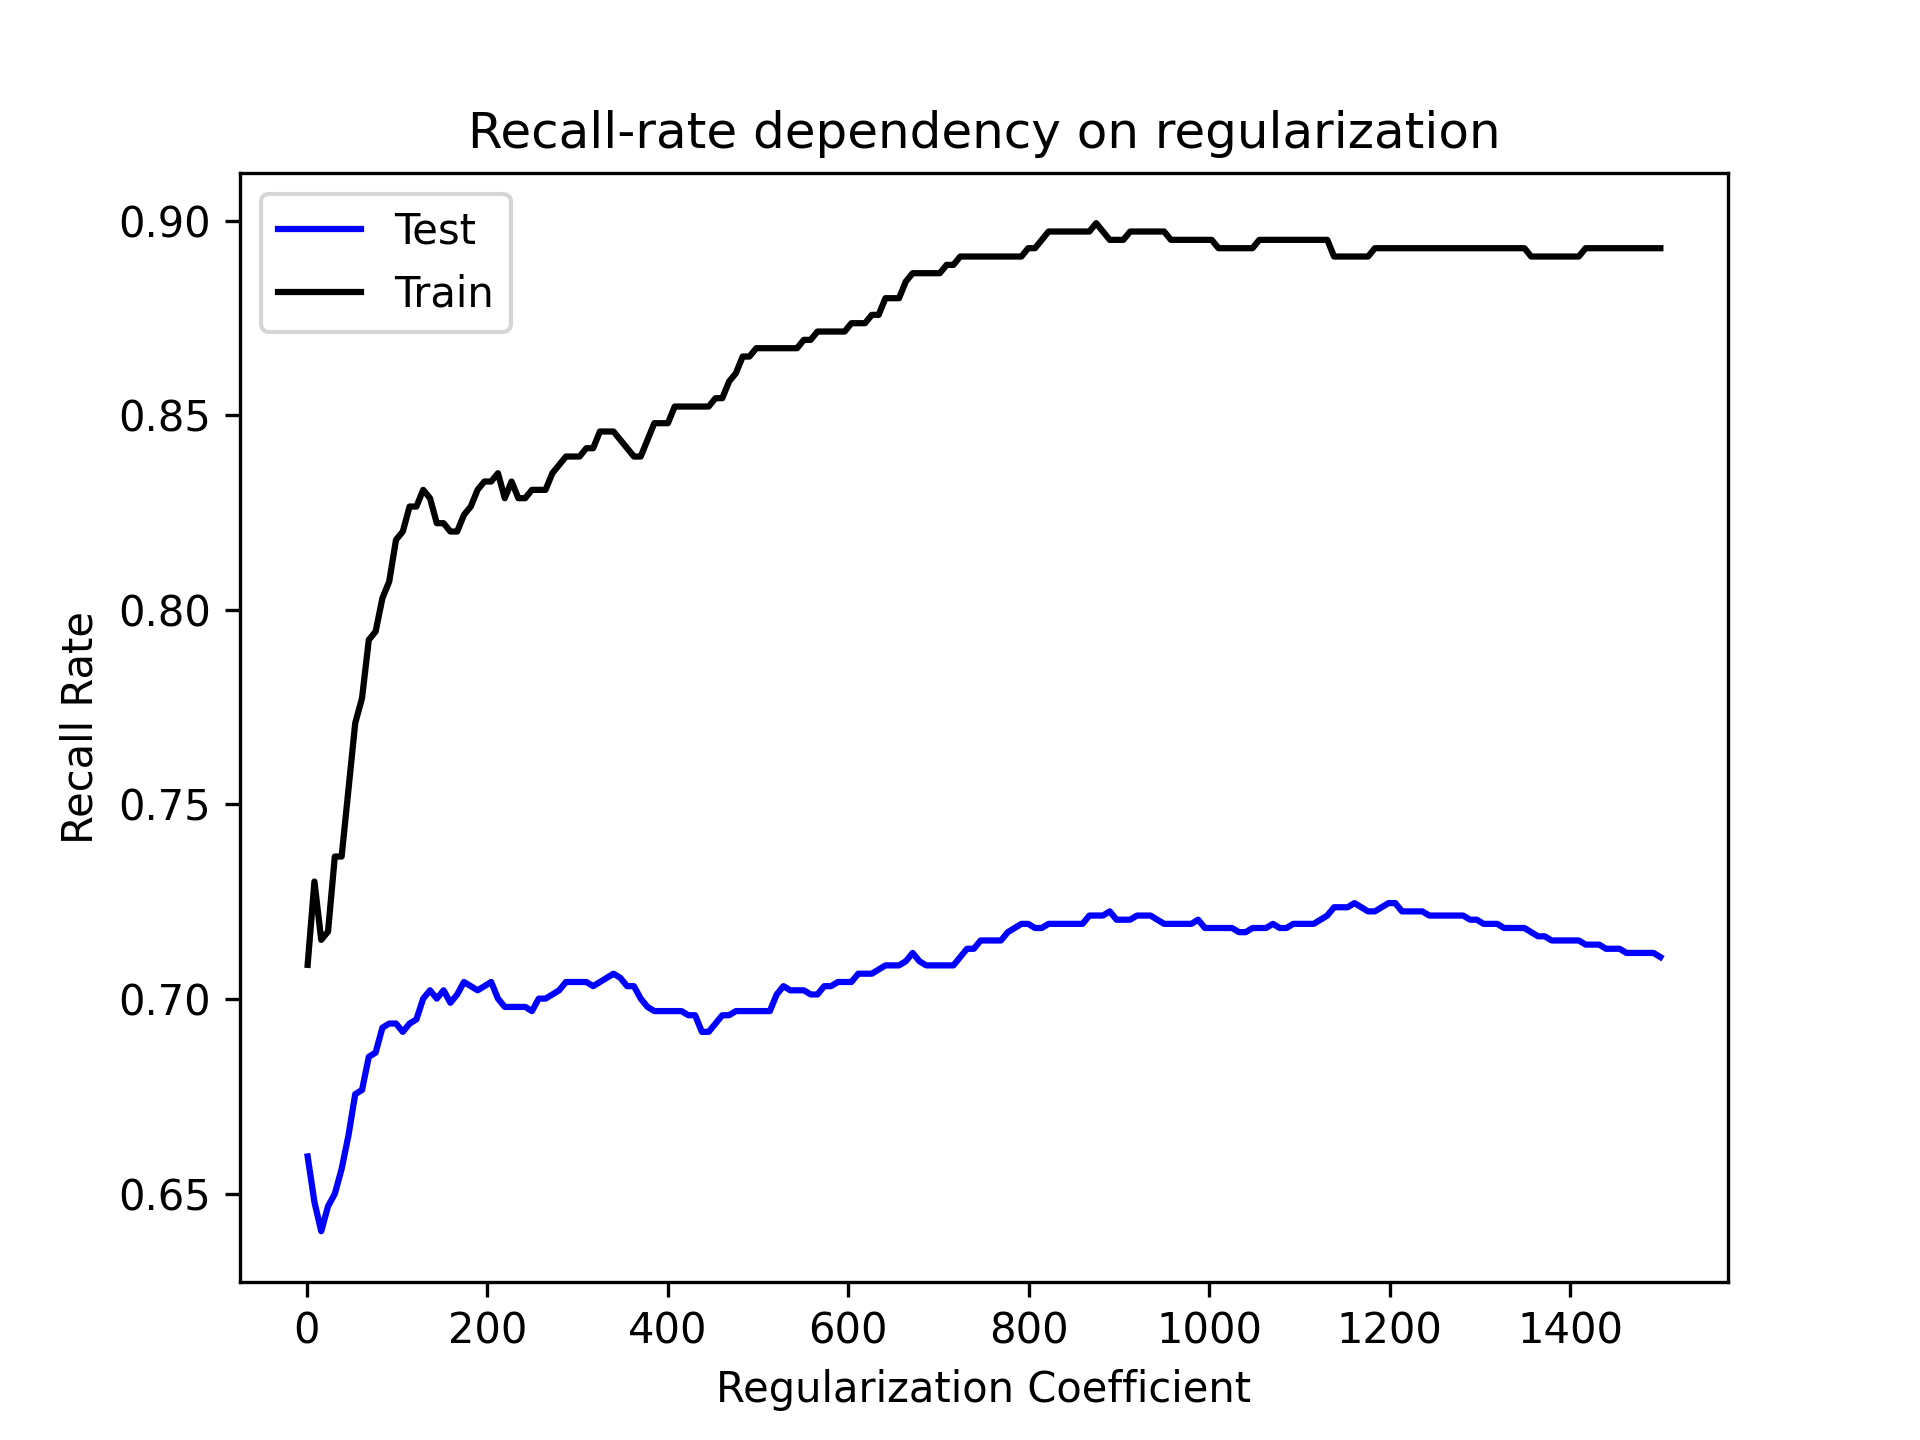 Recall-rate dependency on regularization
Test
Train
0.90
0.85
0.80
0.75
0.70
0.65
Recall Rate
0 200 400 600 800 1000 1200 1400
Regularization Coefficient